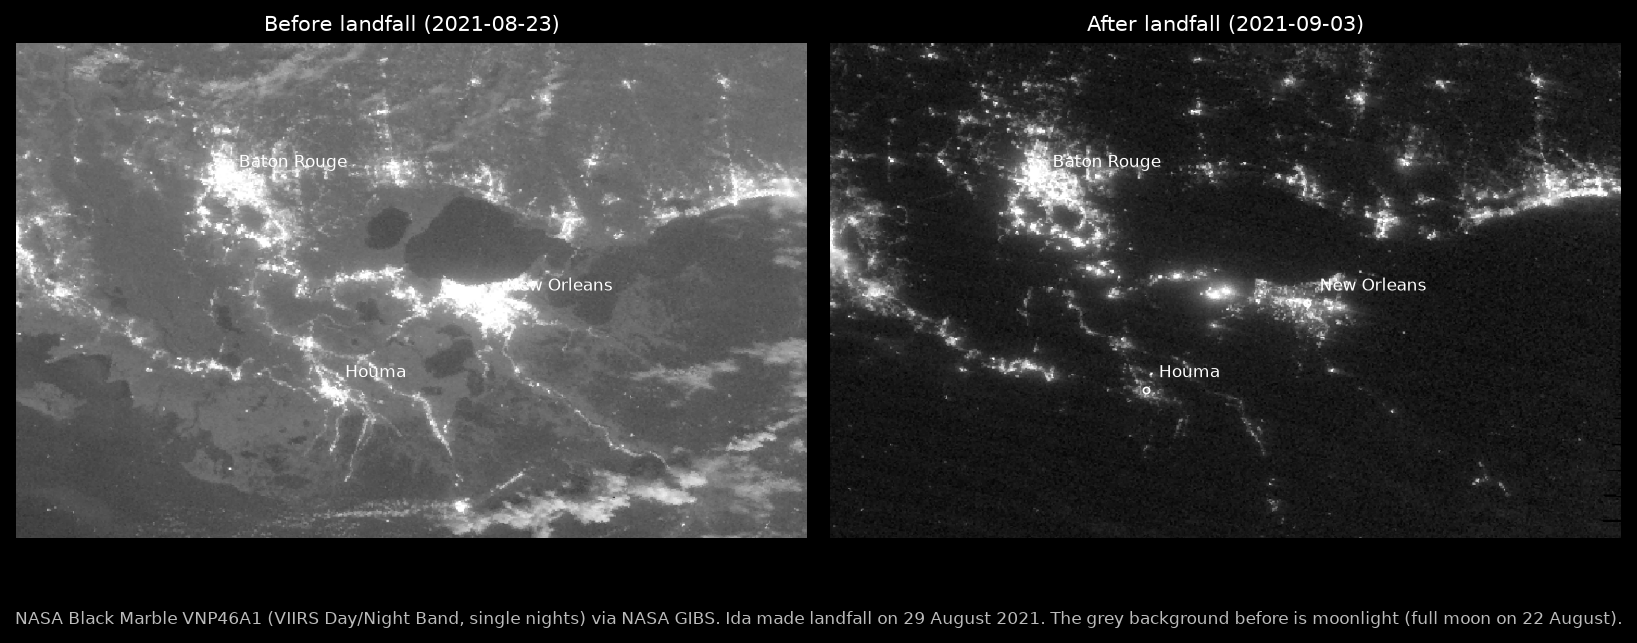 Before landfall (2021-08-23)
After landfall (2021-09-03)
Baton Rouge
New Orleans
Houma
Baton Rouge
New Orleans
Houma
NASA Black Marble VNP46A1 (VIIRS Day/Night Band, single nights) via NASA GIBS. Ida made landfall on 29 August 2021. The grey background before is moonlight (full moon on 22 August).